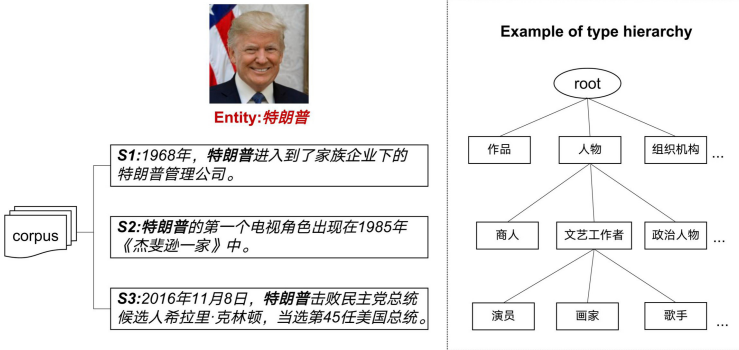 Entity:特朗普
S1:1968年，特朗普进入到了家族企业下的
特朗普管理公司。
corpus
S2:特朗普的第一个电视角色出现在1985年
《杰斐逊一家》中。
S3:2016年11月8日，特朗普击败民主党总统
候选人希拉里·克林顿，当选第45任美国总统。
Example of type hierarchy
root
作品 人物 组织机构 ...
商人 文艺工作者 政治人物 ...
演员 画家 歌手 ...